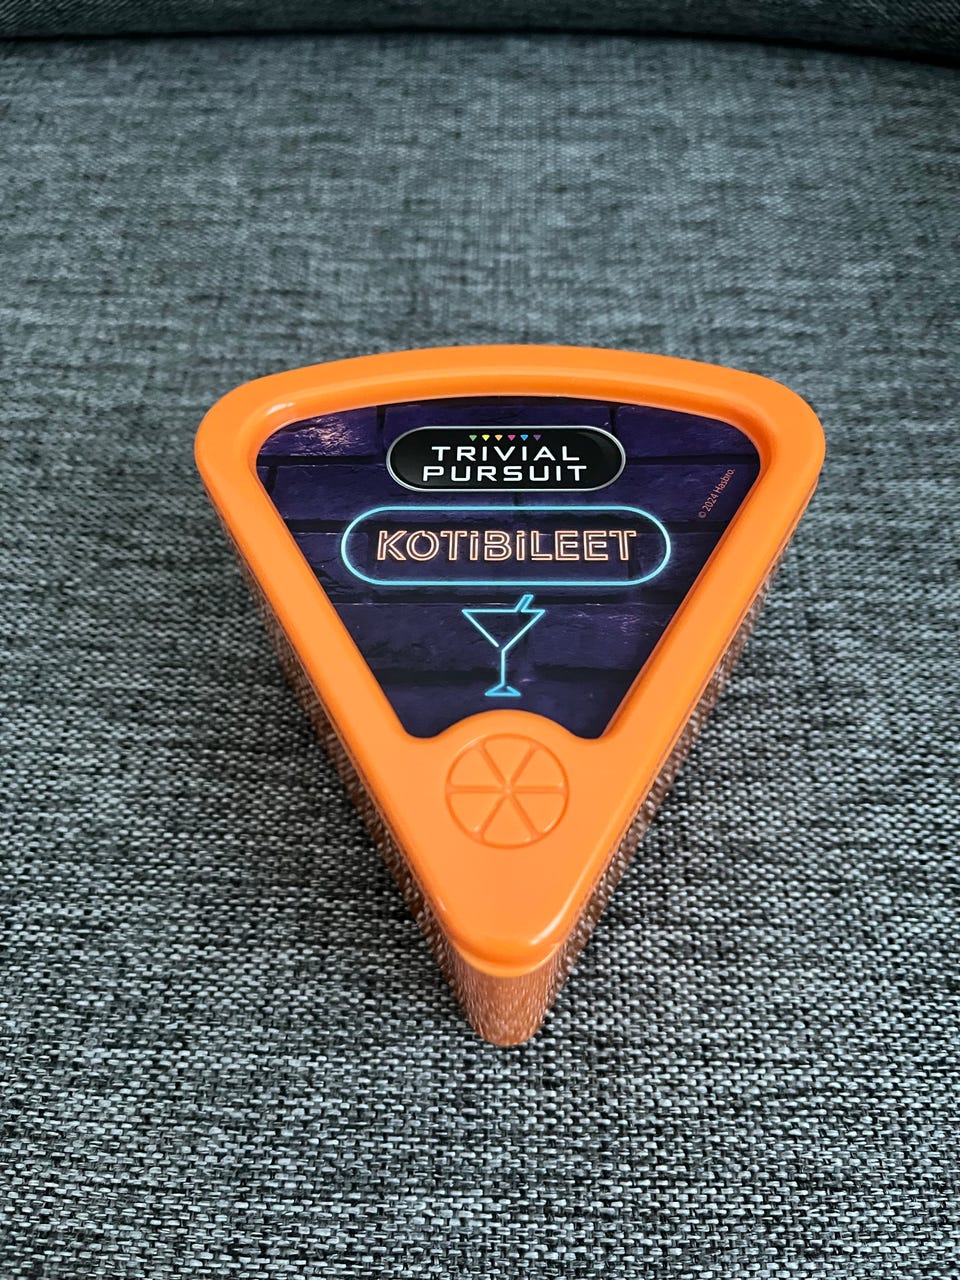 TRIVIAL
PURSUIT
© 2024 Hasbro.
KOTiBiLEET